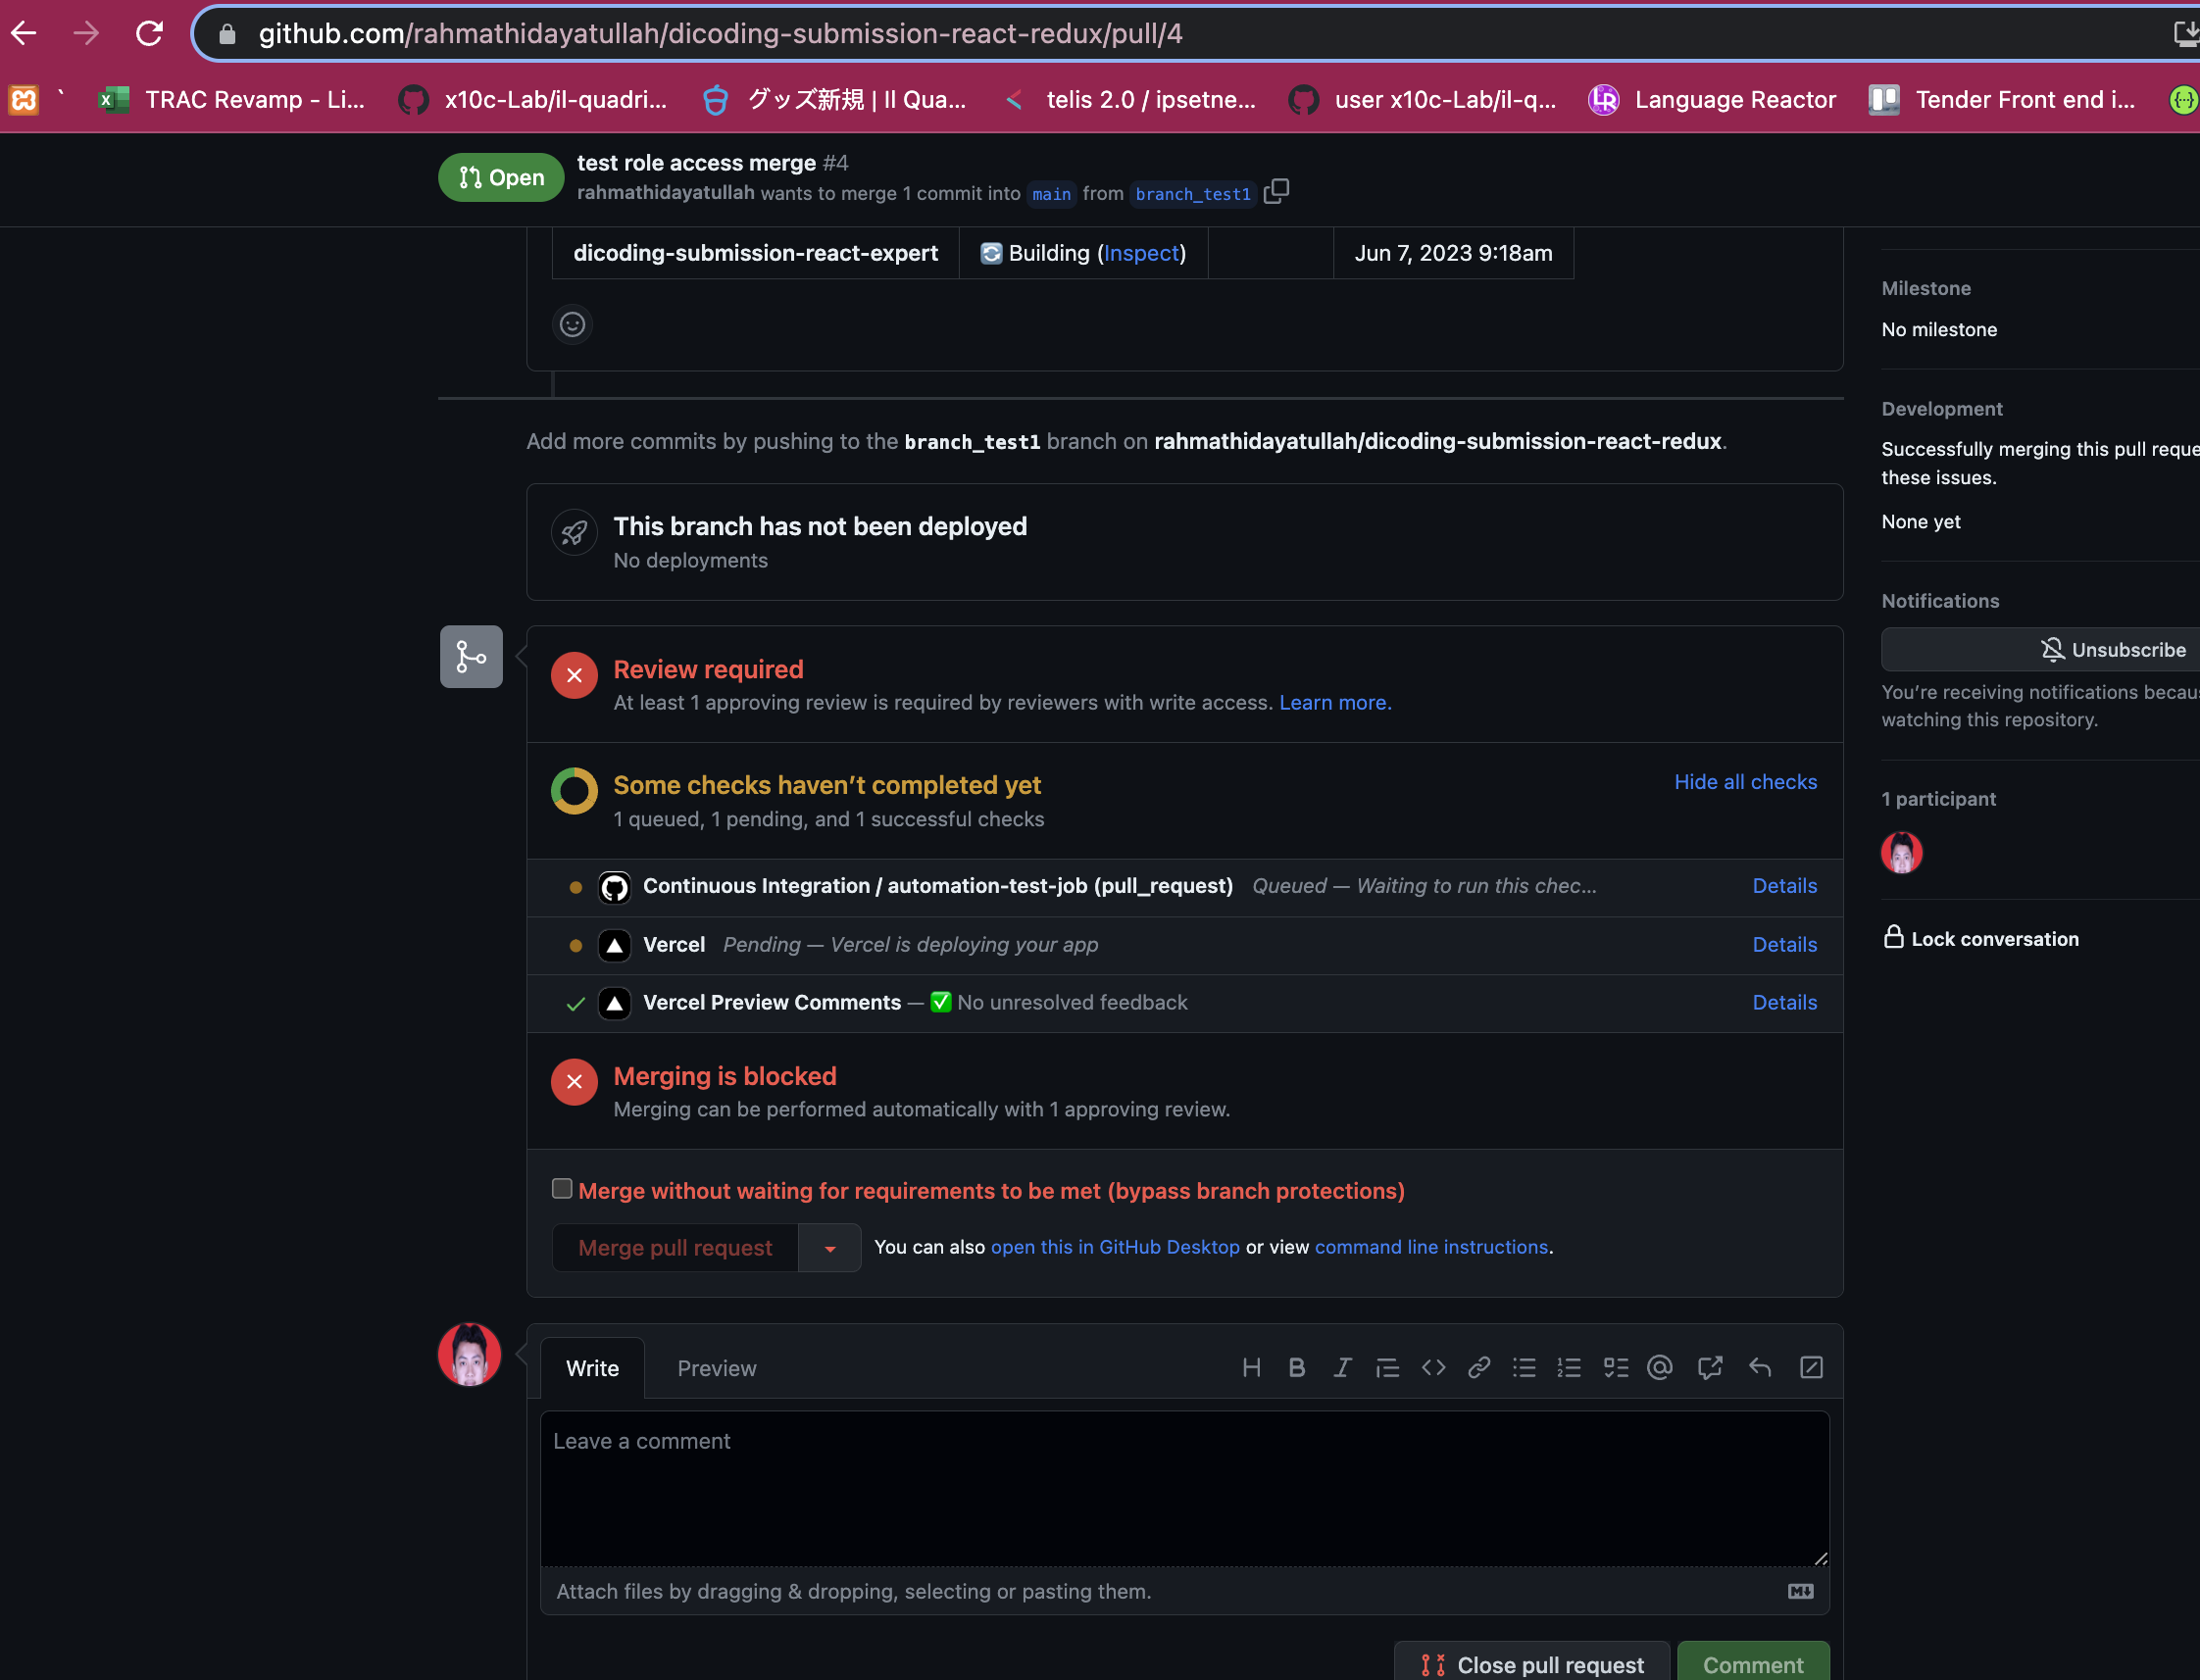 github.com/rahmathidayatullah/dicoding-submission-react-redux/pull/4
` TRAC Revamp - Li... x10c-Lab/il-quadri... グッズ新規 | Il Qua... telis 2.0 / ipsetne... user x10c-Lab/il-q... Language Reactor Tender Front end i...
Open
test role access merge #4
rahmathidayatullah wants to merge 1 commit into main from branch_test1
dicoding-submission-react-expert Building (Inspect) Jun 7, 2023 9:18am
Add more commits by pushing to the branch_test1 branch on rahmathidayatullah/dicoding-submission-react-redux.
This branch has not been deployed
No deployments
Review required
At least 1 approving review is required by reviewers with write access. Learn more.
Some checks haven't completed yet
Hide all checks
1 queued, 1 pending, and 1 successful checks
Continuous Integration / automation-test-job (pull_request) Queued — Waiting to run this chec... Details
Vercel Pending — Vercel is deploying your app Details
Vercel Preview Comments — ✅ No unresolved feedback Details
Merging is blocked
Merging can be performed automatically with 1 approving review.
Merge without waiting for requirements to be met (bypass branch protections)
Merge pull request You can also open this in GitHub Desktop or view command line instructions.
Write Preview
Leave a comment
Attach files by dragging & dropping, selecting or pasting them.
Close pull request Comment
Milestone
No milestone
Development
Successfully merging this pull reque
these issues.
None yet
Notifications
Unsubscribe
You're receiving notifications becau
watching this repository.
1 participant
Lock conversation